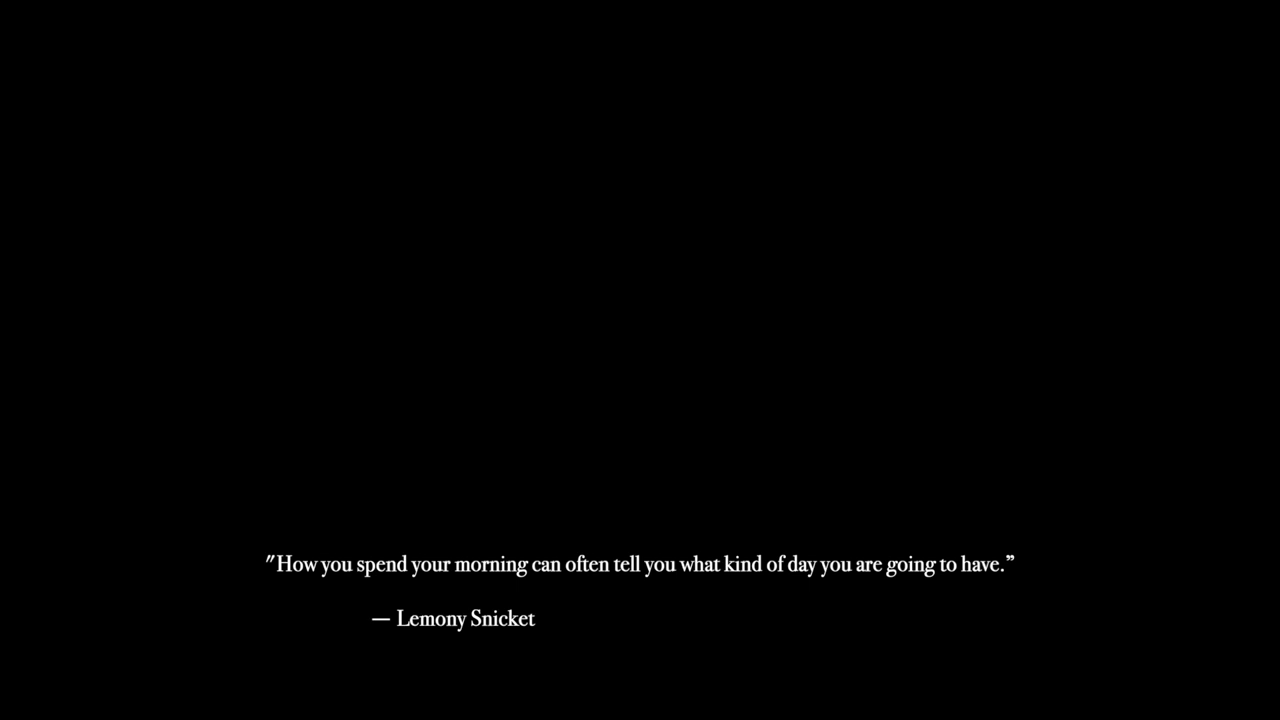 "How you spend your morning can often tell you what kind of day you are going to have.”
— Lemony Snicket